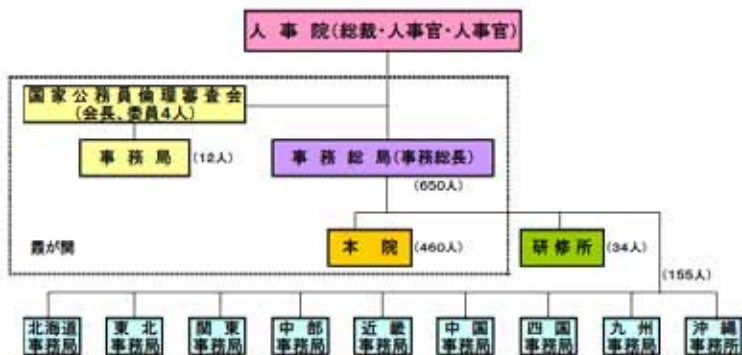 人事院(総裁・人事官・人事官)
国家公務員倫理審査会
(会長、委員4人)
事務局
(12人)
事務総局(事務総長)
(650人)
霞が関
本院
(460人)
研修所
(34人)
(155人)
北海道
事務局
東北
事務局
関東
事務局
中部
事務局
近畿
事務局
中国
事務局
四国
事務局
九州
事務局
沖縄
事務所